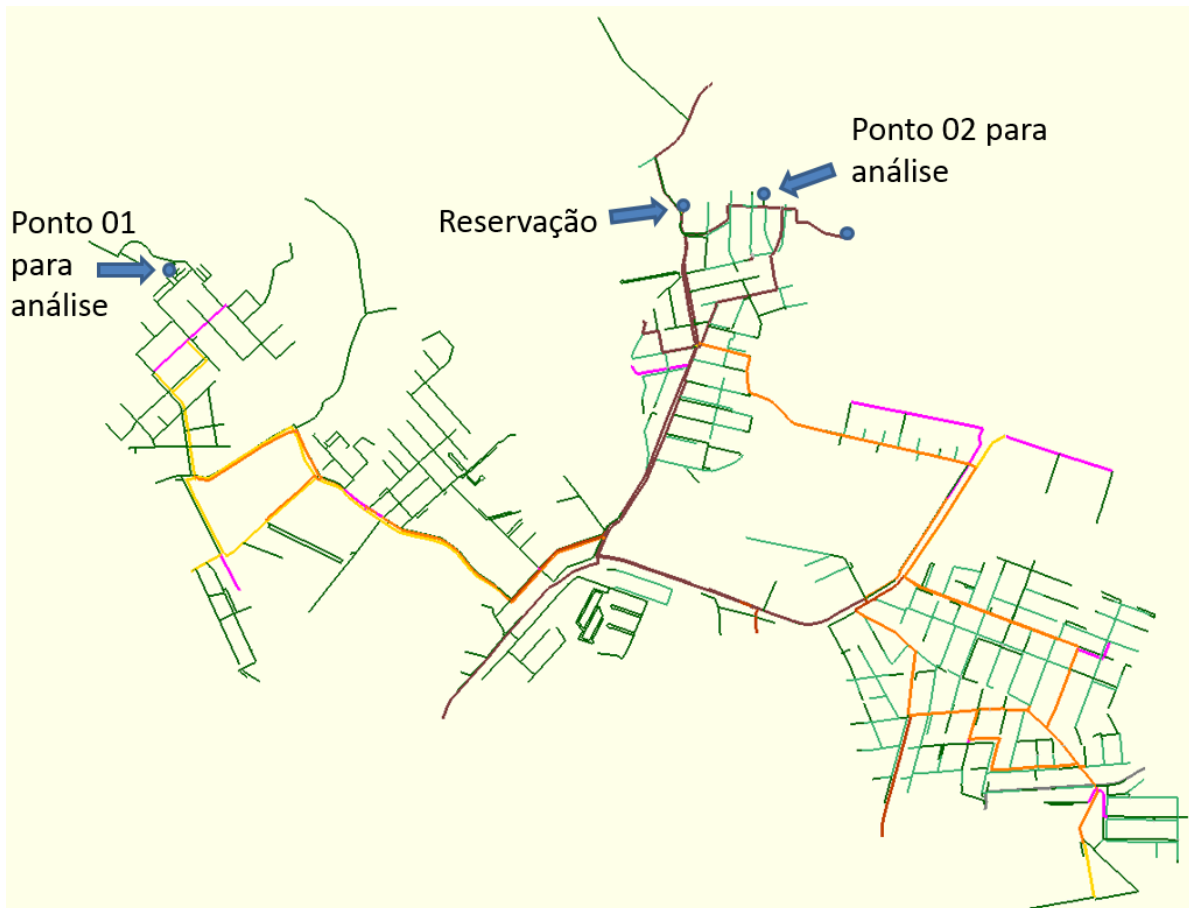 Ponto 02 para
análise
Reservação
Ponto 01
para
análise